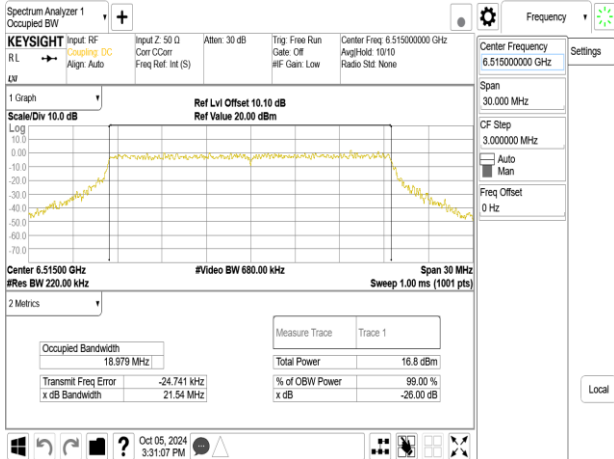 Spectrum Analyzer 1
Occupied BW
Frequency
KEYSIGHT
RL
LXI
Input: RF
Coupling: DC
Align: Auto
Input Z: 50 Ω
Corr CCorr
Freq Ref: Int (S)
Atten: 30 dB
Trig: Free Run
Gate: Off
#IF Gain: Low
Center Freq: 6.515000000 GHz
Avg|Hold: 10/10
Radio Std: None
Center Frequency
6.515000000 GHz
Settings
Span
30.000 MHz
CF Step
3.000000 MHz
Auto
Man
Freq Offset
0 Hz
Local
1 Graph
Scale/Div 10.0 dB
Ref Lvl Offset 10.10 dB
Ref Value 20.00 dBm
Log
10.0
0.00
-10.0
-20.0
-30.0
-40.0
-50.0
-60.0
-70.0
Center 6.51500 GHz
#Video BW 680.00 kHz
Span 30 MHz
#Res BW 220.00 kHz
Sweep 1.00 ms (1001 pts)
2 Metrics
Measure Trace Trace 1
Occupied Bandwidth
18.979 MHz
Total Power 16.8 dBm
Transmit Freq Error -24.741 kHz
% of OBW Power 99.00 %
x dB Bandwidth 21.54 MHz
x dB -26.00 dB
?
Oct 05, 2024
3:31:07 PM